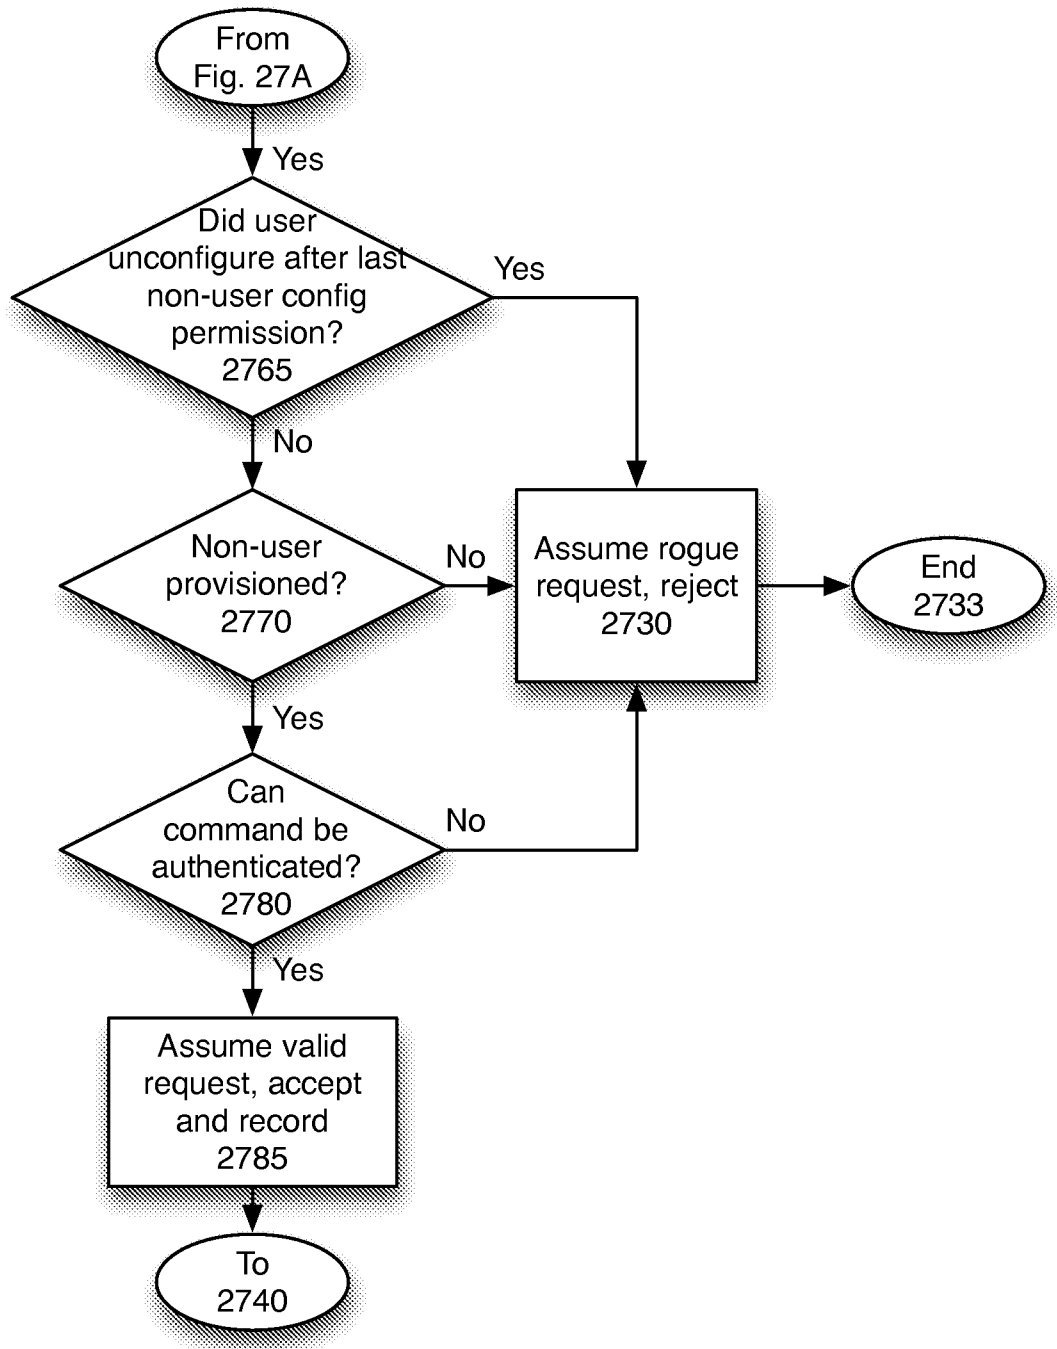 From
Fig. 27A
Yes
Did user
unconfigure after last
non-user config
permission?
2765
Yes
No
Non-user
provisioned?
2770
No
Assume rogue
request, reject
2730
End
2733
Yes
Can
command be
authenticated?
2780
No
Yes
Assume valid
request, accept
and record
2785
To
2740